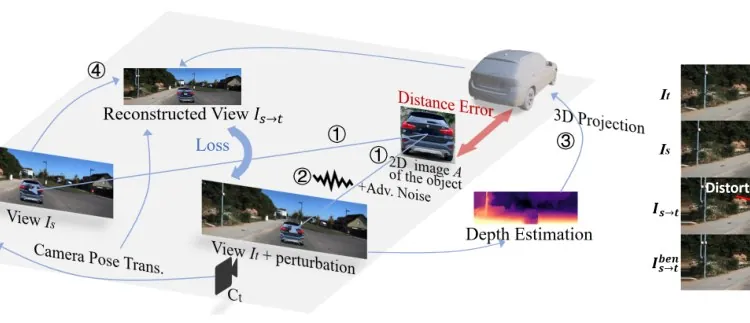 ④
Reconstructed View Iₛ→ₜ
Loss
①
Distance Error
①
2D image A
of the object
②
+Adv. Noise
3D Projection
③
View Iₛ
Camera Pose Trans.
View Iₜ + perturbation
Cₜ
Depth Estimation
Iₜ
Iₛ
Iₛ→ₜ
Distort
Iᵇᵉⁿₛ→ₜ